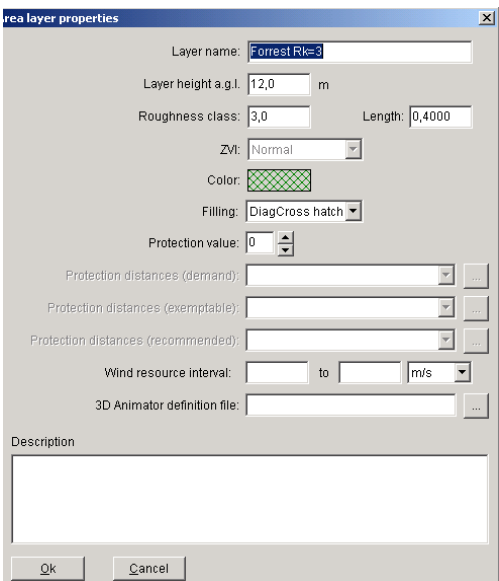 rea layer properties
Layer name: Forrest Rk=3
Layer height a.g.l. 12,0 m
Roughness class: 3,0 Length: 0,4000
ZVI: Normal
Color:
Filling: DiagCross hatch
Protection value: 0
Protection distances (demand): ...
Protection distances (exemptable): ...
Protection distances (recommended): ...
Wind resource interval: to m/s
3D Animator definition file: ...
Description
Ok Cancel